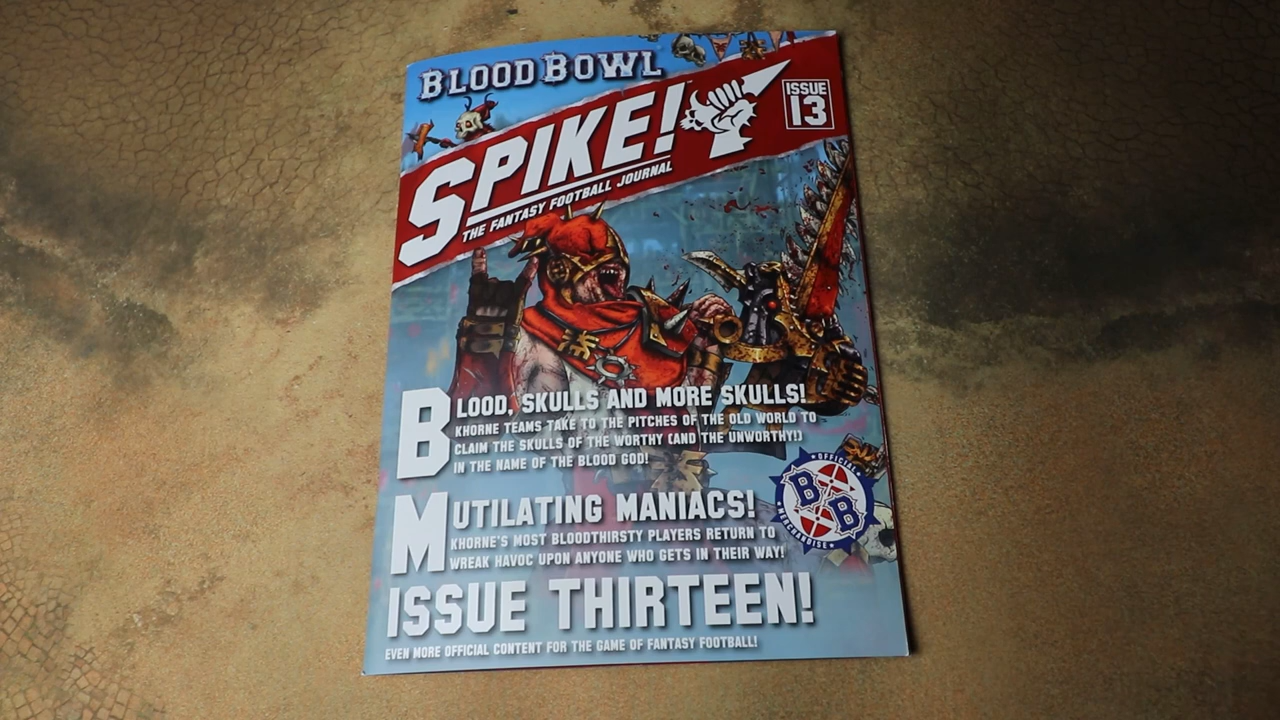 BLOOD BOWL
SPIKE!
THE FANTASY FOOTBALL JOURNAL
ISSUE
13
BLOOD, SKULLS AND MORE SKULLS!
KHORNE TEAMS TAKE TO THE PITCHES OF THE OLD WORLD TO
CLAIM THE SKULLS OF THE WORTHY (AND THE UNWORTHY!)
IN THE NAME OF THE BLOOD GOD!
OFFICIAL
B B
MERCHANDISE
MUTILATING MANIACS!
KHORNE'S MOST BLOODTHIRSTY PLAYERS RETURN TO
WREAK HAVOC UPON ANYONE WHO GETS IN THEIR WAY!
ISSUE THIRTEEN!
EVEN MORE OFFICIAL CONTENT FOR THE GAME OF FANTASY FOOTBALL!